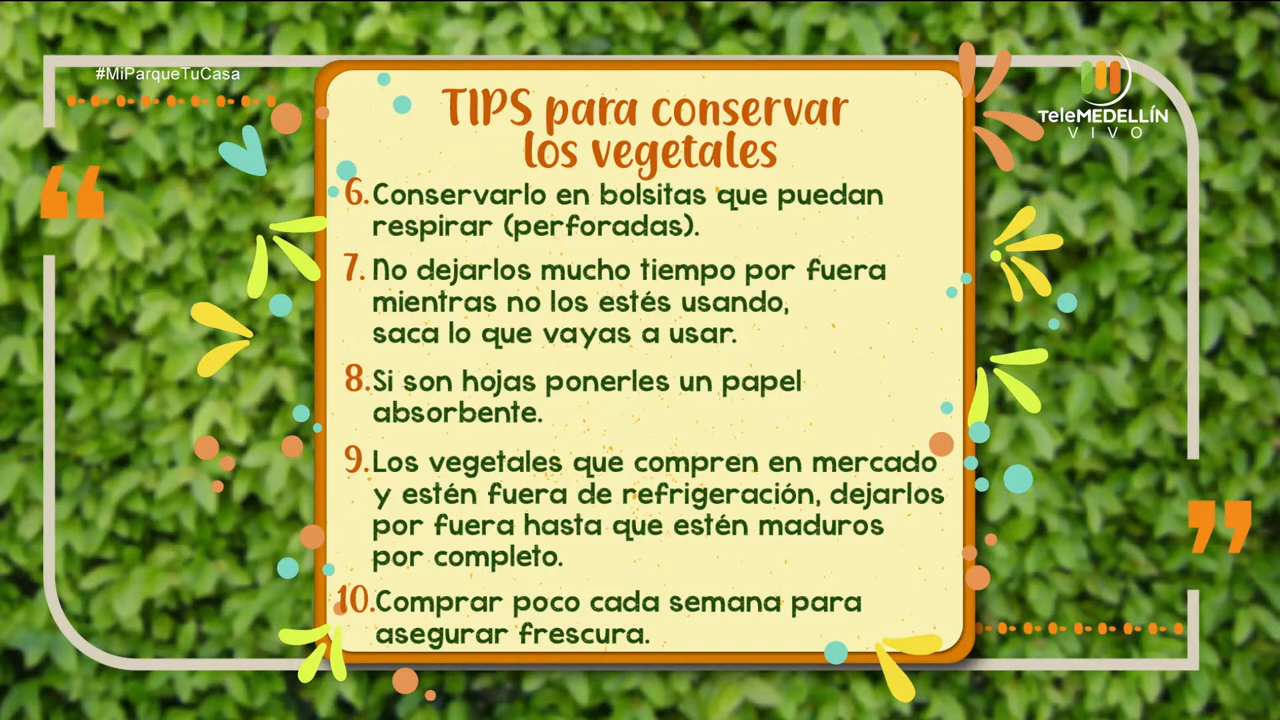 #MiParqueTuCasa
TeleMEDELLÍN
VIVO
TIPS para conservar
los vegetales
6. Conservarlo en bolsitas que puedan
respirar (perforadas).
7. No dejarlos mucho tiempo por fuera
mientras no los estés usando,
saca lo que vayas a usar.
8. Si son hojas ponerles un papel
absorbente.
9. Los vegetales que compren en mercado
y estén fuera de refrigeración, dejarlos
por fuera hasta que estén maduros
por completo.
10. Comprar poco cada semana para
asegurar frescura.